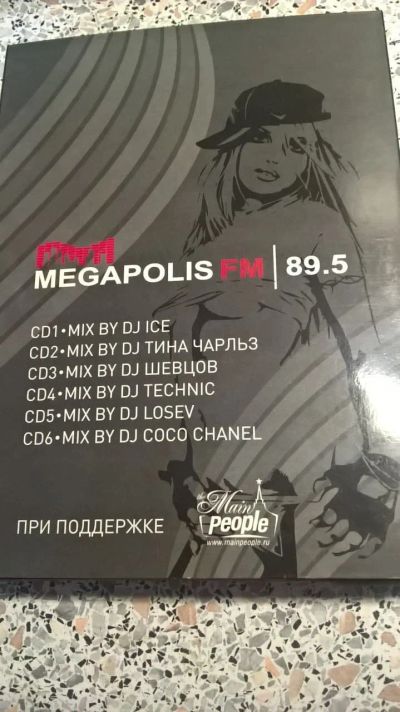 MEGAPOLIS FM | 89.5
CD1•MIX BY DJ ICE
CD2•MIX BY DJ ТИНА ЧАРЛЬЗ
CD3•MIX BY DJ ШЕВЦОВ
CD4•MIX BY DJ TECHNIC
CD5•MIX BY DJ LOSEV
CD6•MIX BY DJ COCO CHANEL
ПРИ ПОДДЕРЖКЕ
the Main
people
www.mainpeople.ru